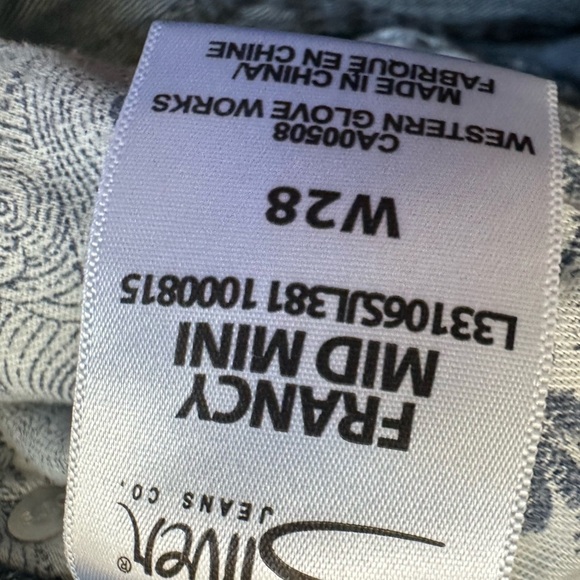 Silver®
JEANS CO.
FRANCY
MID MINI
L33106SJL381 1000815
W28
CA00508
WESTERN GLOVE WORKS
MADE IN CHINA/
FABRIQUE EN CHINE